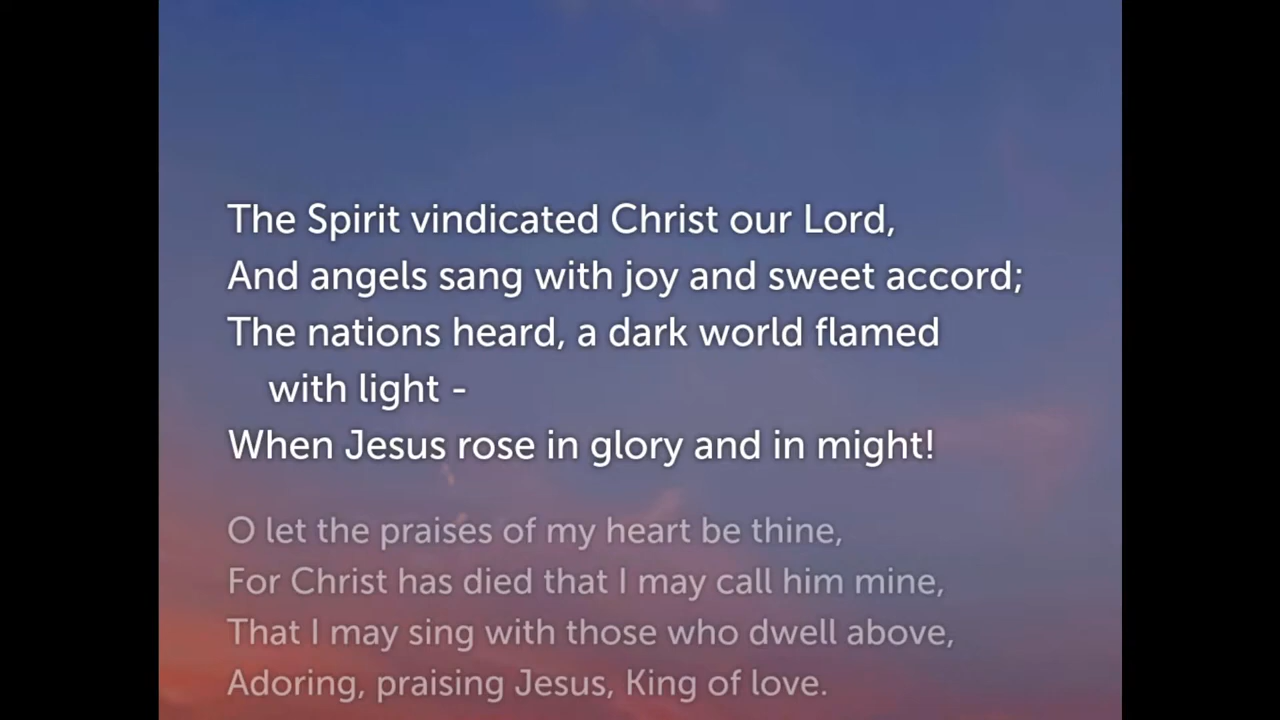 The Spirit vindicated Christ our Lord,
And angels sang with joy and sweet accord;
The nations heard, a dark world flamed
with light -
When Jesus rose in glory and in might!
O let the praises of my heart be thine,
For Christ has died that I may call him mine,
That I may sing with those who dwell above,
Adoring, praising Jesus, King of love.